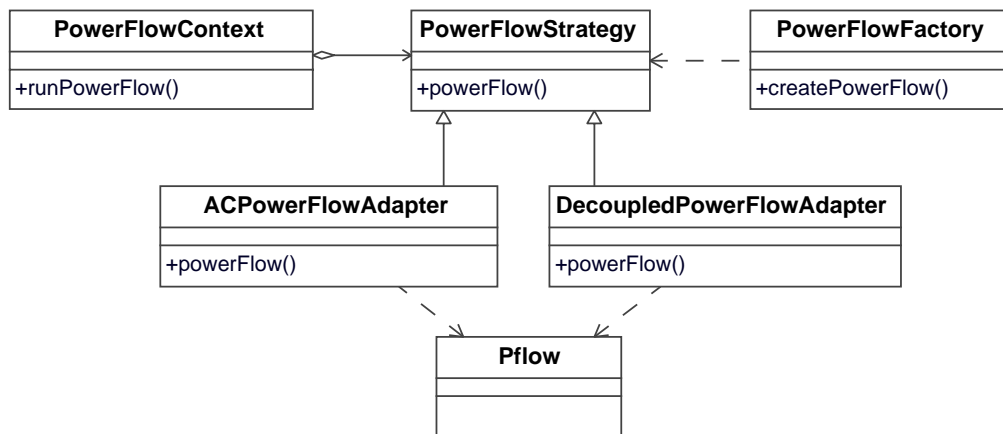 PowerFlowContext
+runPowerFlow()
PowerFlowStrategy
+powerFlow()
PowerFlowFactory
+createPowerFlow()
ACPowerFlowAdapter
+powerFlow()
DecoupledPowerFlowAdapter
+powerFlow()
Pflow